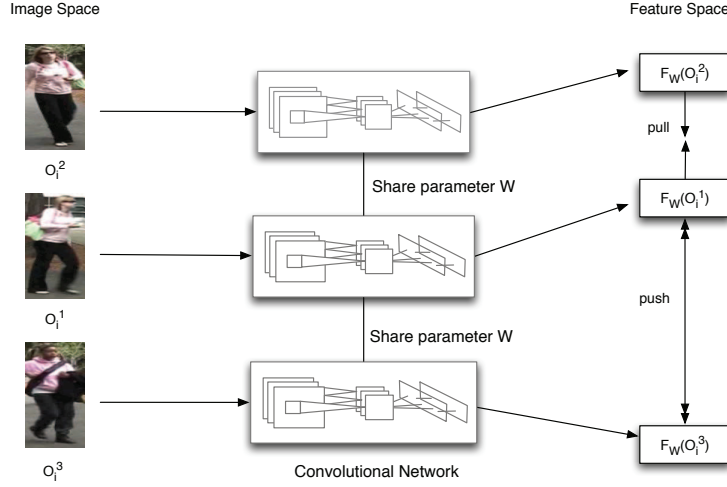 Image Space
Feature Space
O_i^2
F_W(O_i^2)
pull
Share parameter W
O_i^1
F_W(O_i^1)
push
Share parameter W
O_i^3
F_W(O_i^3)
Convolutional Network